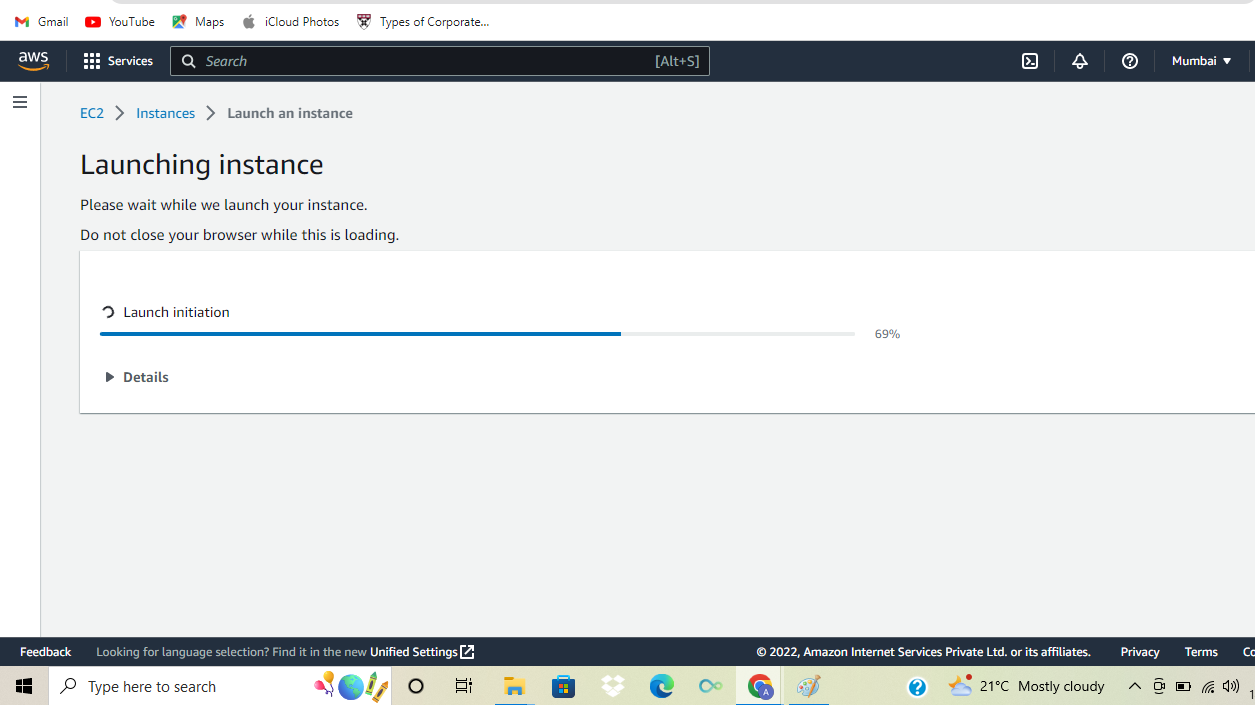 Gmail YouTube Maps iCloud Photos Types of Corporate...
aws Services Search [Alt+S] Mumbai
EC2 Instances Launch an instance
Launching instance
Please wait while we launch your instance.
Do not close your browser while this is loading.
Launch initiation
69%
Details
Feedback Looking for language selection? Find it in the new Unified Settings © 2022, Amazon Internet Services Private Ltd. or its affiliates. Privacy Terms
Type here to search 21°C Mostly cloudy